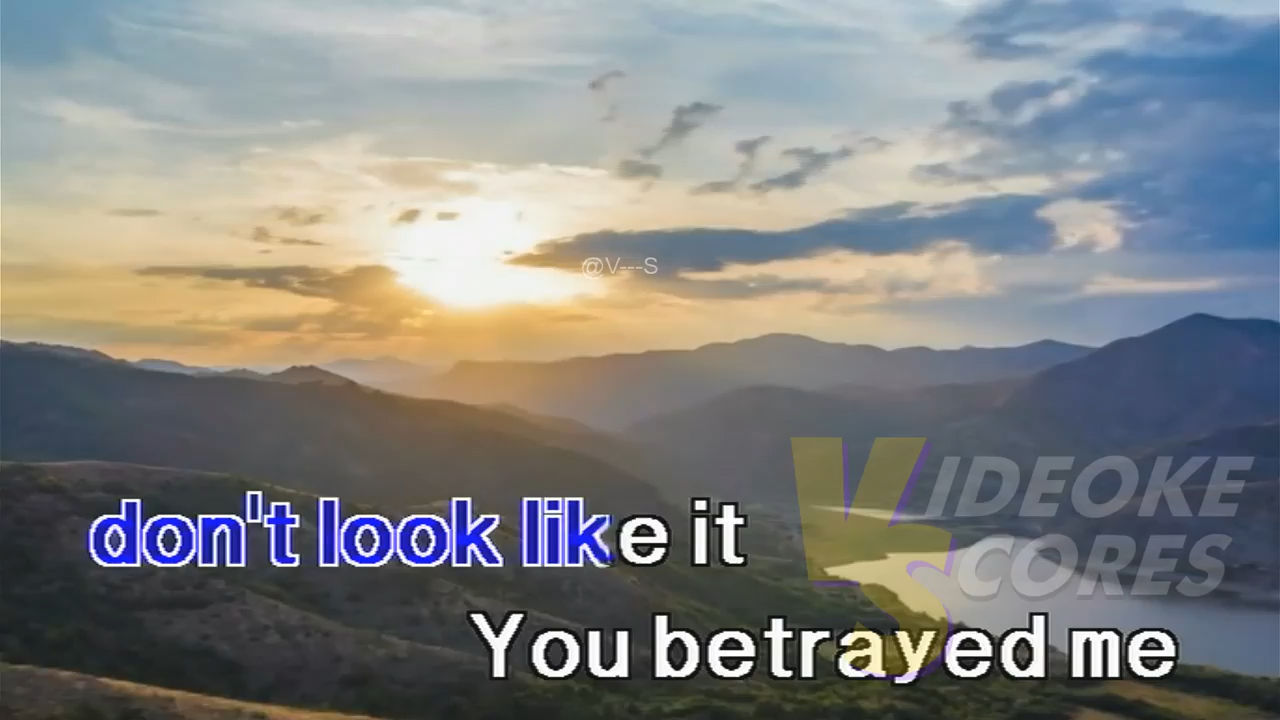 @V---S
VIDEOKE
SCORES
don't look like it
You betrayed me